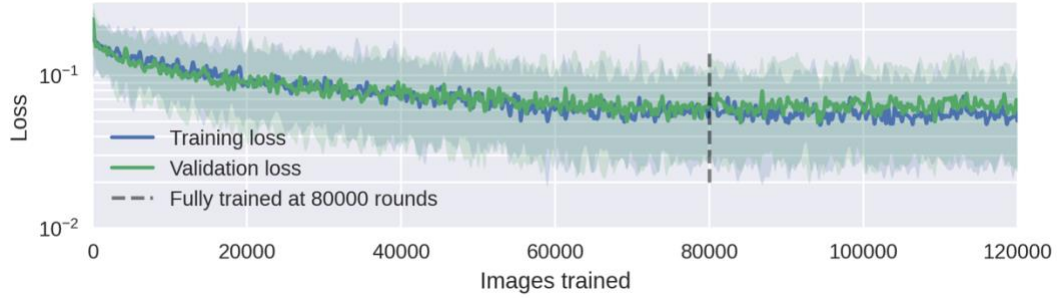 10⁻¹
Loss
Training loss
Validation loss
Fully trained at 80000 rounds
10⁻²
0 20000 40000 60000 80000 100000 120000
Images trained